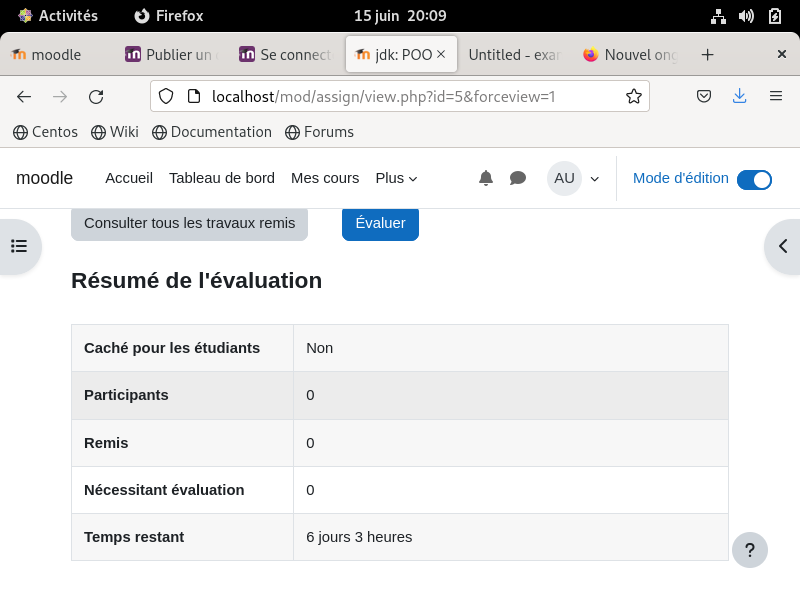 Activités Firefox 15 juin 20:09
moodle Publier un Se connect jdk: POO Untitled - exar Nouvel ong
localhost/mod/assign/view.php?id=5&forceview=1
Centos Wiki Documentation Forums
moodle Accueil Tableau de bord Mes cours Plus AU Mode d'édition
Consulter tous les travaux remis Évaluer
Résumé de l'évaluation
Caché pour les étudiants Non
Participants 0
Remis 0
Nécessitant évaluation 0
Temps restant 6 jours 3 heures
?